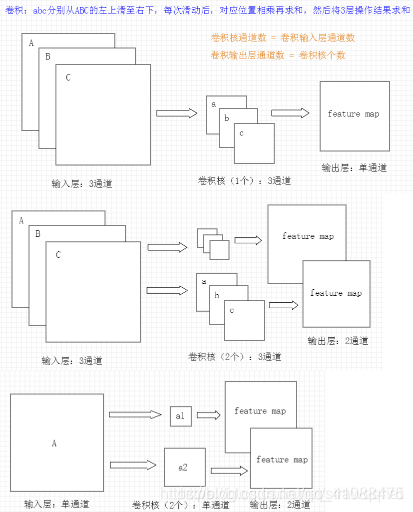 卷积：abc分别从ABC的左上滑至右下，每次滑动后，对应位置相乘再求和，然后将3层操作结果求和
卷积核通道数 = 卷积输入层通道数
卷积输出层通道数 = 卷积核个数
A
B
C
a
b
c
feature map
输入层：3通道
卷积核（1个）：3通道
输出层：单通道
A
B
C
a
b
c
feature map
feature map
输入层：3通道
卷积核（2个）：3通道
输出层：2通道
A
a1
a2
feature map
feature map
输入层：单通道
卷积核（2个）：单通道
输出层：2通道